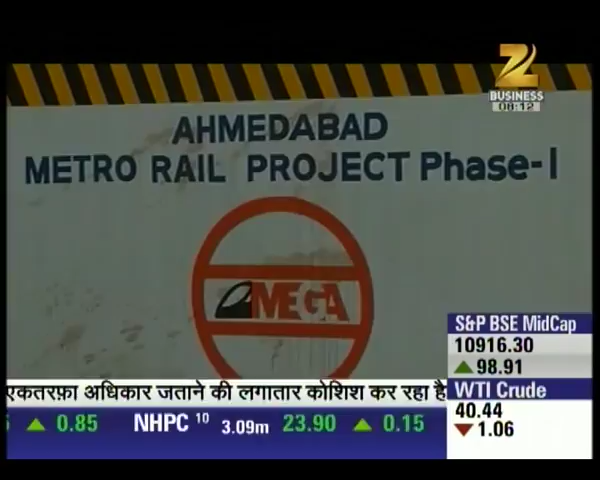 Z
BUSINESS
08:12
AHMEDABAD
METRO RAIL PROJECT Phase-I
MEGA
S&P BSE MidCap
10916.30
▲ 98.91
एकतरफ़ा अधिकार जताने की लगातार कोशिश कर रहा है
WTI Crude
40.44
▼ 1.06
▲ 0.85 NHPC 10 3.09m 23.90 ▲ 0.15